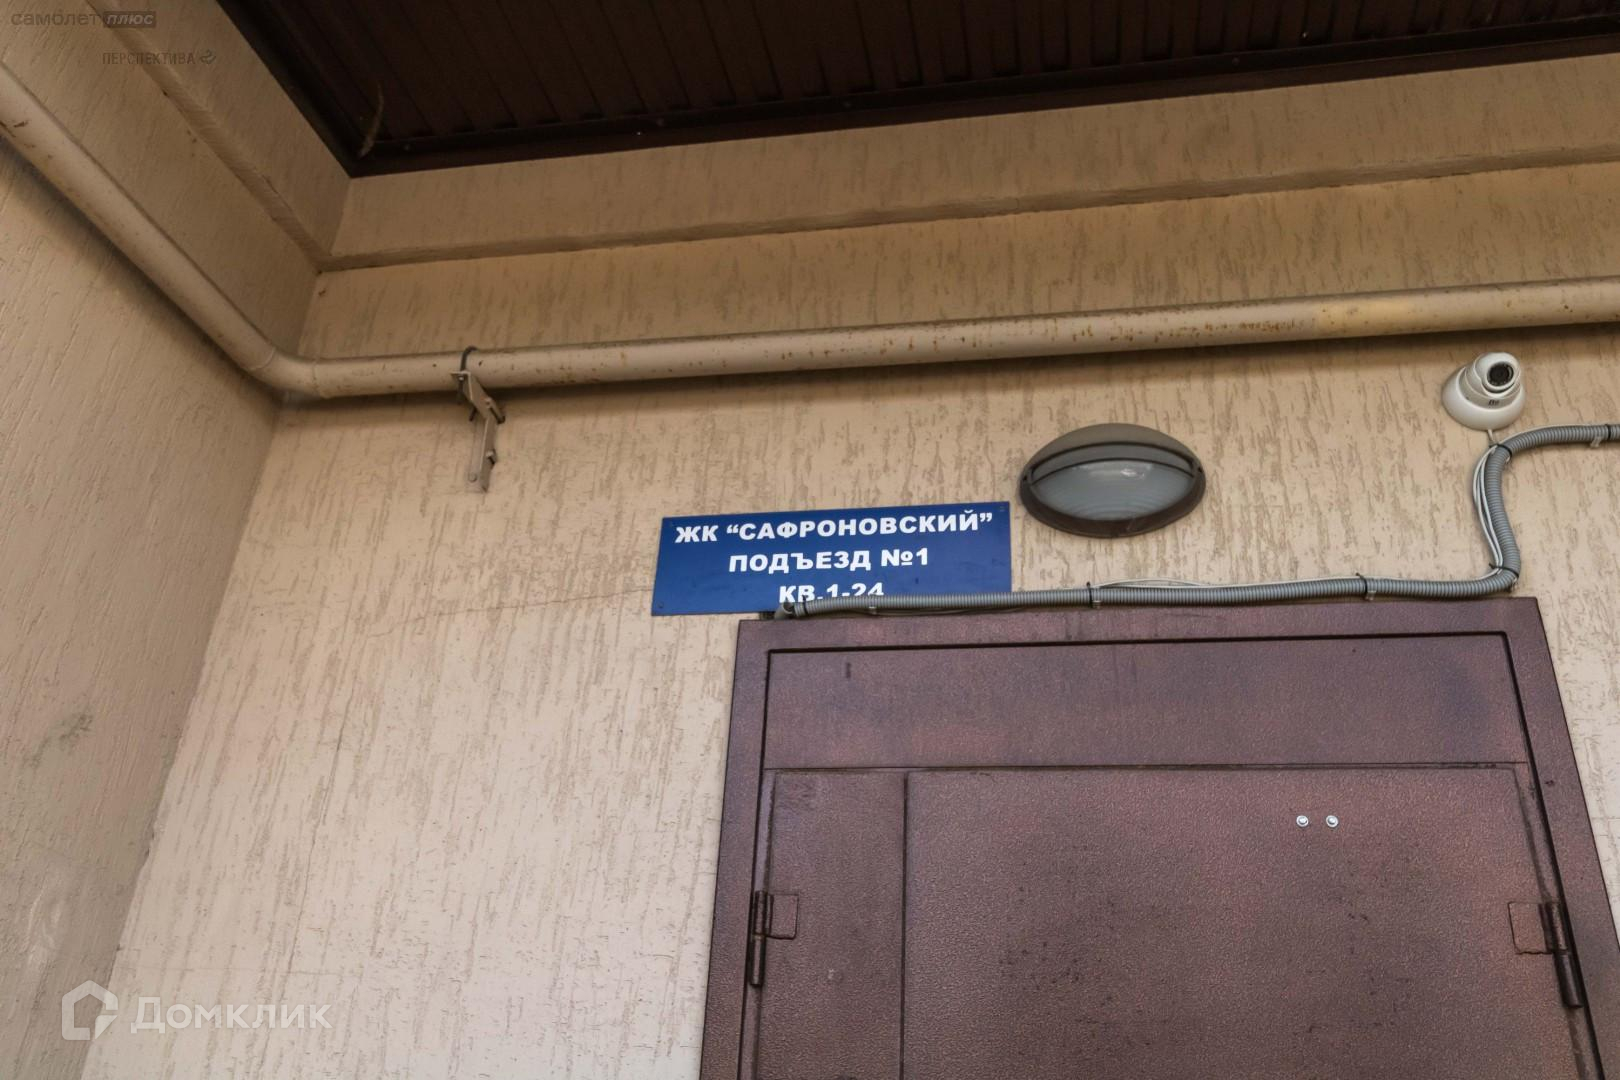 самолет плюс
ПЕРСПЕКТИВА
ЖК “САФРОНОВСКИЙ”
ПОДЪЕЗД №1
КВ.1-24
Домклик